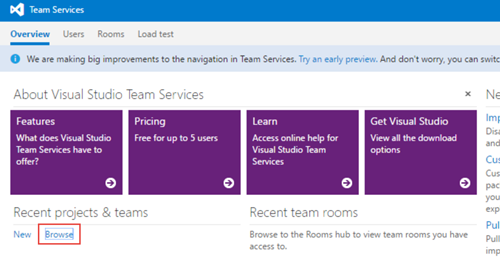 Team Services
Overview Users Rooms Load test
We are making big improvements to the navigation in Team Services. Try an early preview. And don't worry, you can switc
About Visual Studio Team Services
Features
What does Visual Studio
Team Services have to
offer?
Pricing
Free for up to 5 users
Learn
Access online help for
Visual Studio Team
Services
Get Visual Studio
View all the download
options
Recent projects & teams
New Browse
Recent team rooms
Browse to the Rooms hub to view team rooms you have
access to.
Ne
Imp
Disa
and
Cus
Cus
pac
you
exp
Pul
Pull
imp